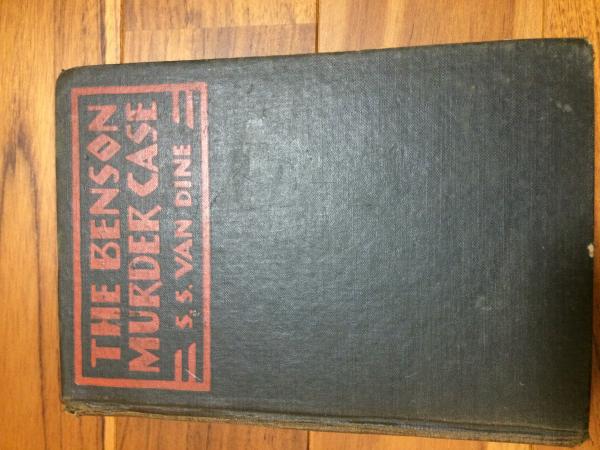 THE BENSON
MURDER CASE
S. S. VAN DINE